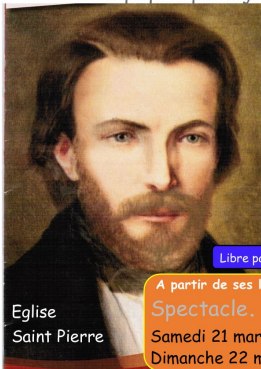 Libre
A partir de ses
Spectacle.
Eglise
Saint Pierre
Samedi 21
Dimanche 22